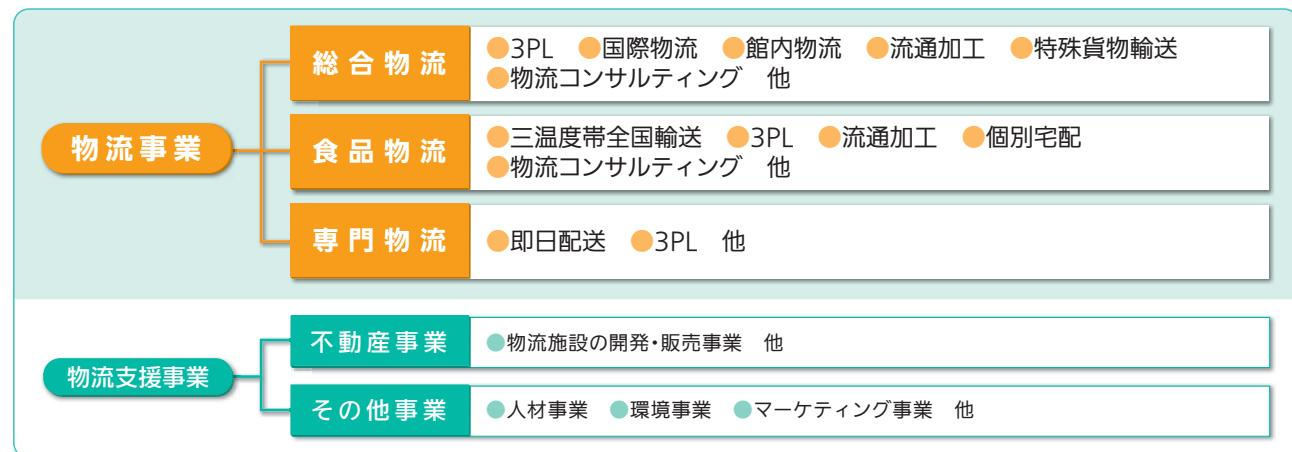 物流事業
総合物流
●3PL ●国際物流 ●館内物流 ●流通加工 ●特殊貨物輸送
●物流コンサルティング 他
食品物流
●三温度帯全国輸送 ●3PL ●流通加工 ●個別宅配
●物流コンサルティング 他
専門物流
●即日配送 ●3PL 他
物流支援事業
不動産事業
●物流施設の開発・販売事業 他
その他事業
●人材事業 ●環境事業 ●マーケティング事業 他